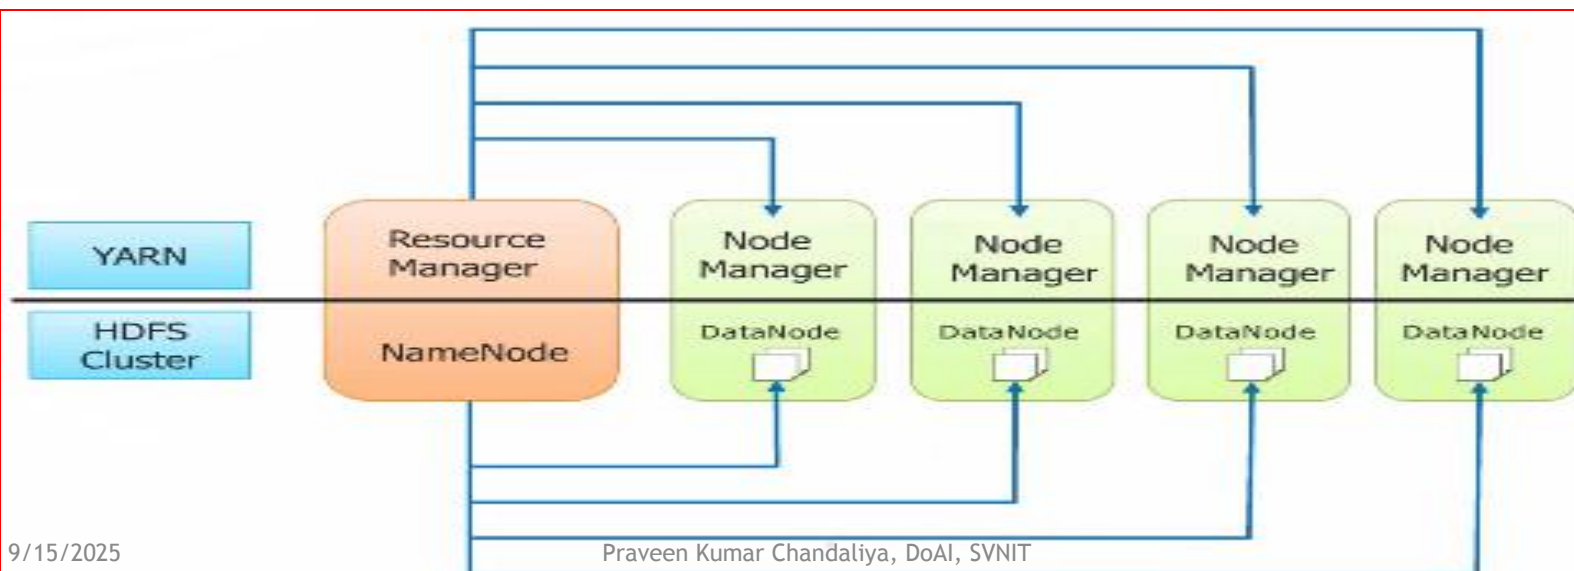 YARN
Resource
Manager
Node
Manager
Node
Manager
Node
Manager
Node
Manager
HDFS
Cluster
NameNode
DataNode
DataNode
DataNode
DataNode
9/15/2025
Praveen Kumar Chandaliya, DoAI, SVNIT